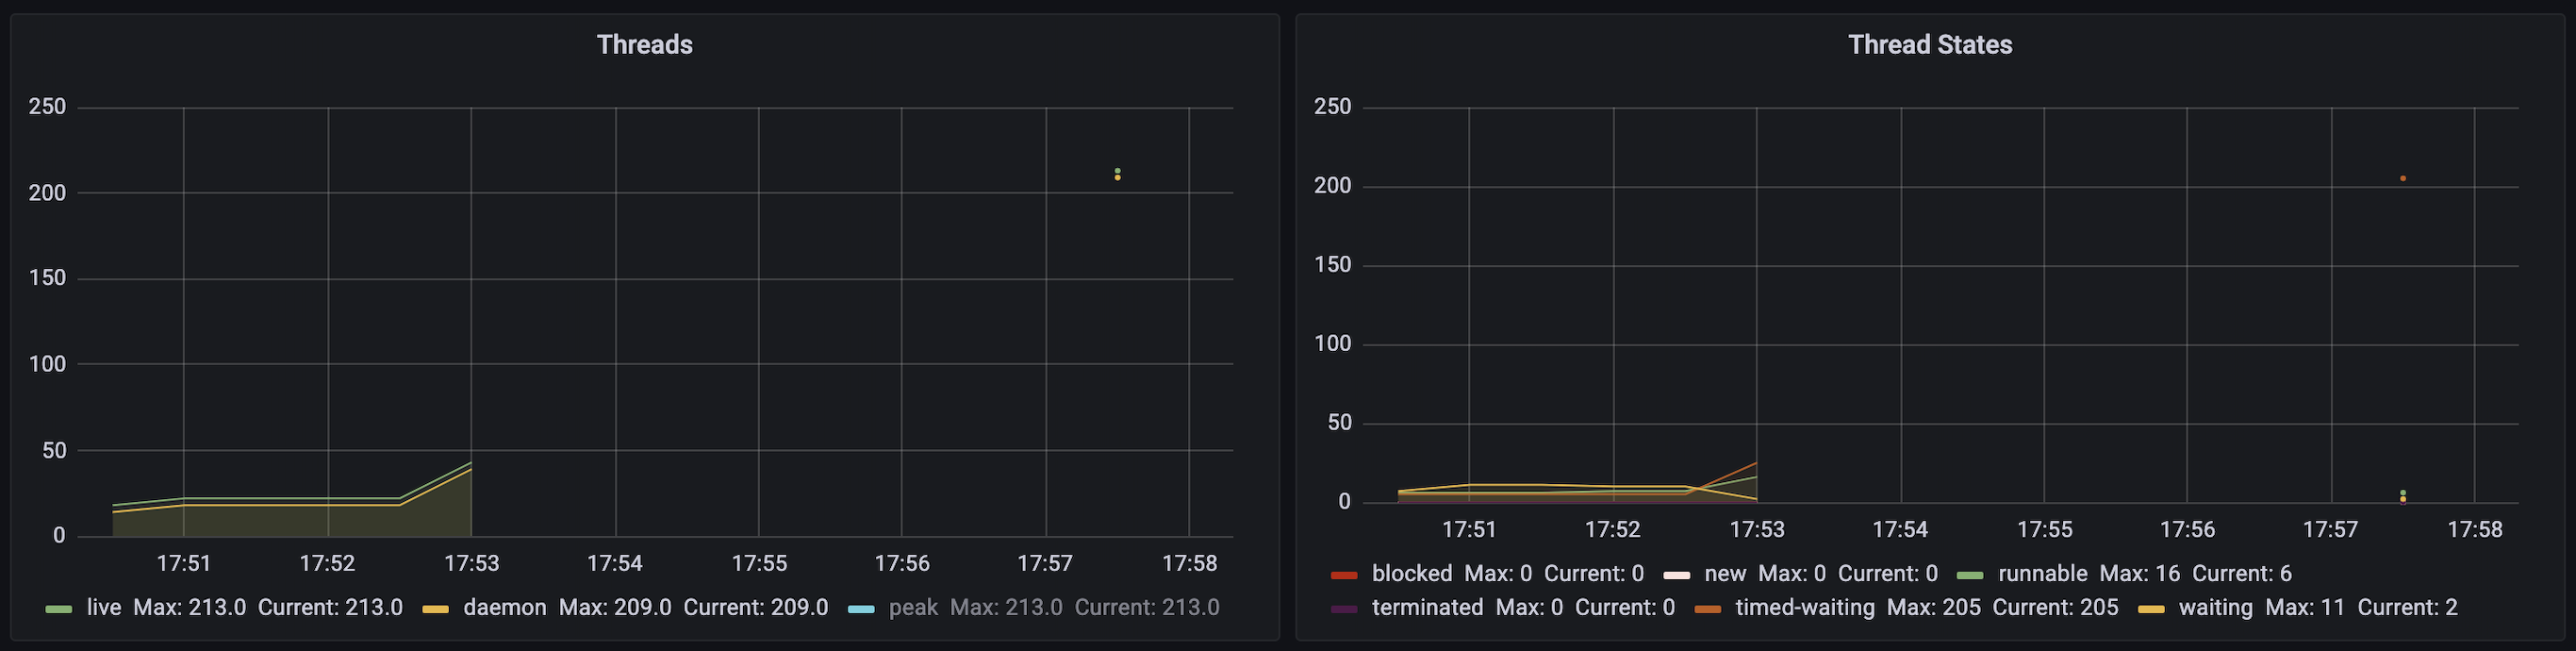 Threads
250
200
150
100
50
0
17:51 17:52 17:53 17:54 17:55 17:56 17:57 17:58
live Max: 213.0 Current: 213.0 daemon Max: 209.0 Current: 209.0 peak Max: 213.0 Current: 213.0
Thread States
250
200
150
100
50
0
17:51 17:52 17:53 17:54 17:55 17:56 17:57 17:58
blocked Max: 0 Current: 0 new Max: 0 Current: 0 runnable Max: 16 Current: 6
terminated Max: 0 Current: 0 timed-waiting Max: 205 Current: 205 waiting Max: 11 Current: 2